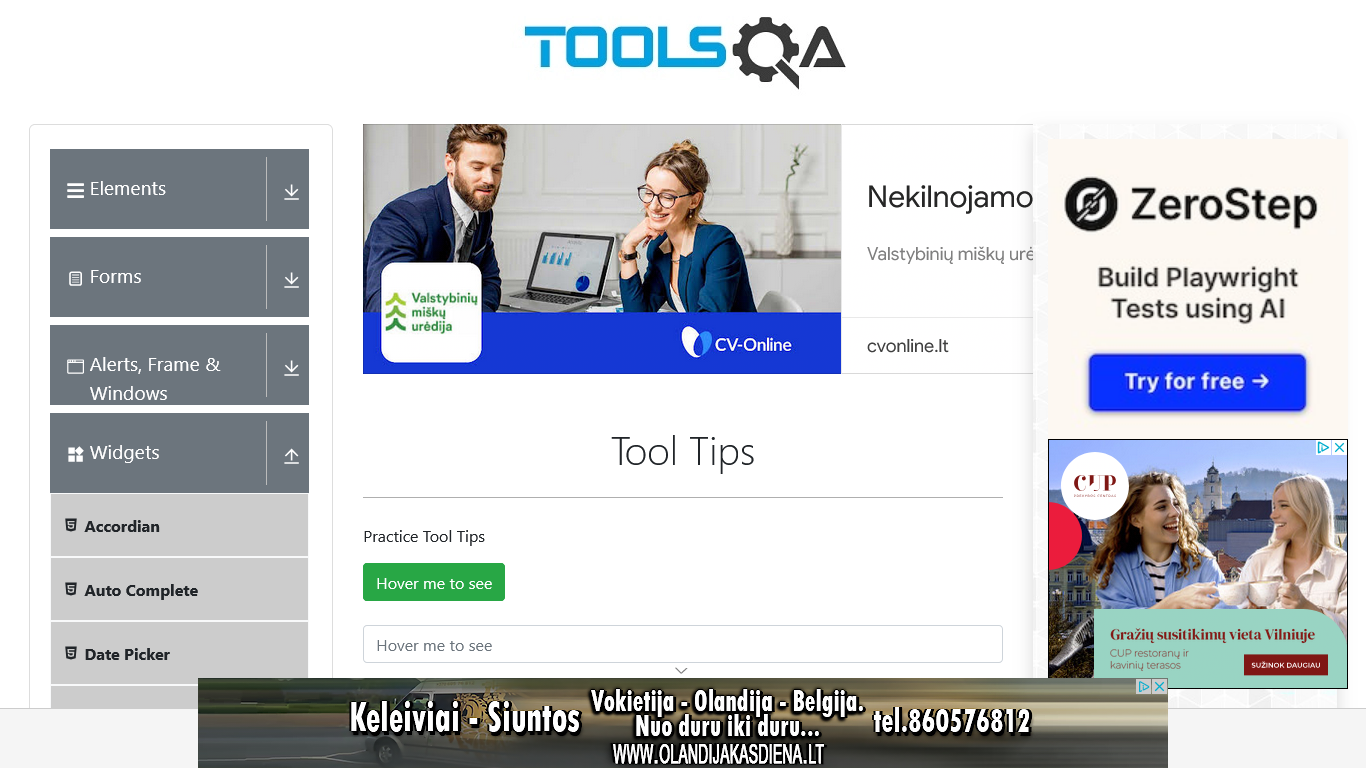 TOOLSQA
Elements
Forms
Alerts, Frame &
Windows
Widgets
Accordian
Auto Complete
Date Picker
Valstybinių
miškų
urėdija
CV-Online
Nekilnojamo
Valstybinių miškų urė
cvonline.lt
Tool Tips
Practice Tool Tips
Hover me to see
Hover me to see
ZeroStep
Build Playwright
Tests using AI
Try for free →
CUP
Gražių susitikimų vieta Vilniuje
CUP restoranų ir
kavinių terasos
SUŽINOK DAUGIAU
Keleiviai - Siuntos
Vokietija - Olandija - Belgija.
Nuo duru iki duru...
WWW.OLANDIJAKASDIENA.LT
tel.860576812